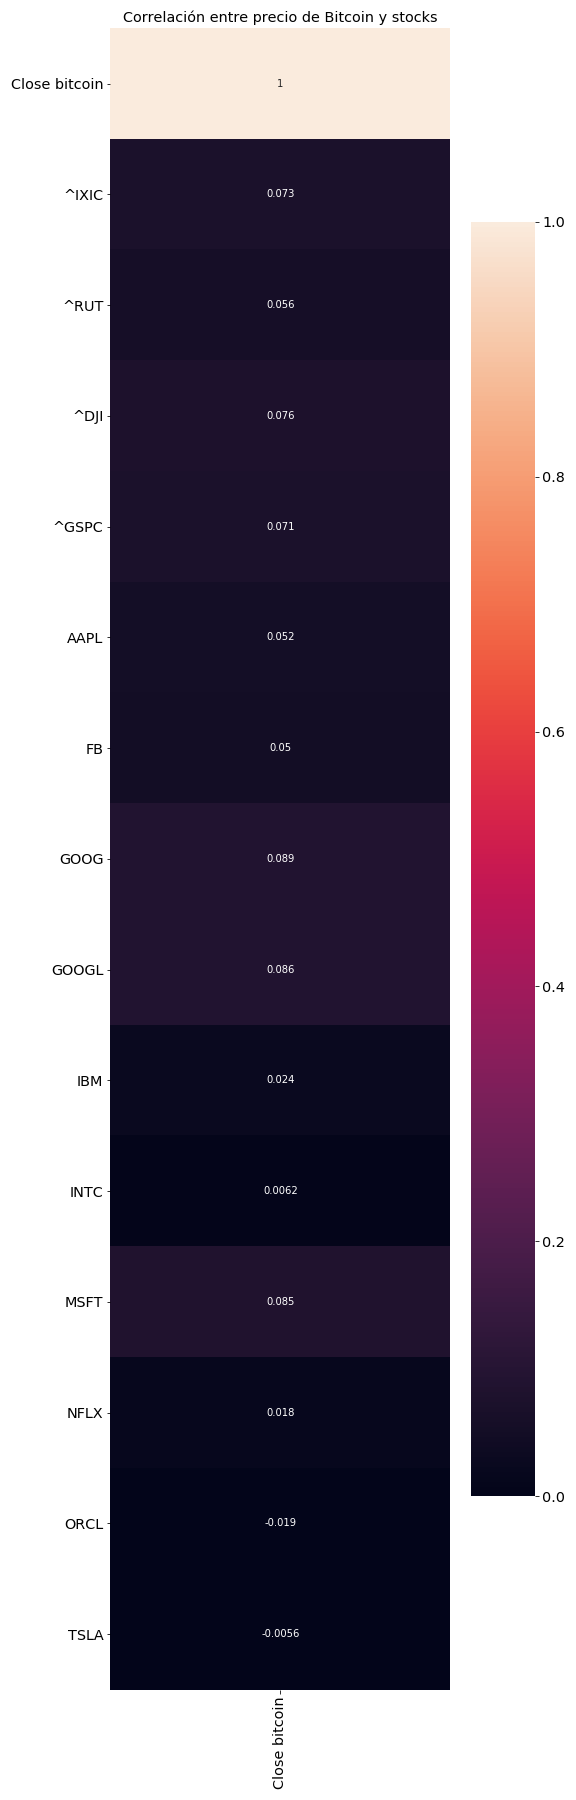 Correlación entre precio de Bitcoin y stocks
Close bitcoin
1
^IXIC
0.073
^RUT
0.056
^DJI
0.076
^GSPC
0.071
AAPL
0.052
FB
0.05
GOOG
0.089
GOOGL
0.086
IBM
0.024
INTC
0.0062
MSFT
0.085
NFLX
0.018
ORCL
-0.019
TSLA
-0.0056
Close bitcoin
1.0
0.8
0.6
0.4
0.2
0.0